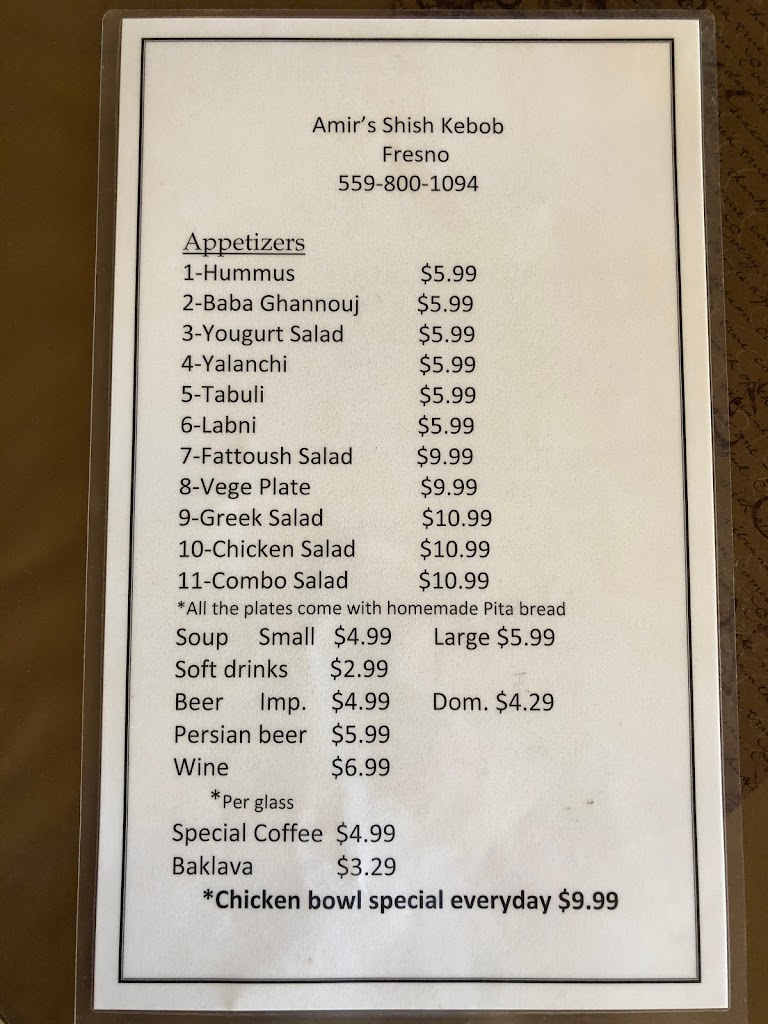 Amir's Shish Kebob
Fresno
559-800-1094
Appetizers
1-Hummus $5.99
2-Baba Ghannouj $5.99
3-Yougurt Salad $5.99
4-Yalanchi $5.99
5-Tabuli $5.99
6-Labni $5.99
7-Fattoush Salad $9.99
8-Vege Plate $9.99
9-Greek Salad $10.99
10-Chicken Salad $10.99
11-Combo Salad $10.99
*All the plates come with homemade Pita bread
Soup Small $4.99 Large $5.99
Soft drinks $2.99
Beer Imp. $4.99 Dom. $4.29
Persian beer $5.99
Wine $6.99
*Per glass
Special Coffee $4.99
Baklava $3.29
*Chicken bowl special everyday $9.99